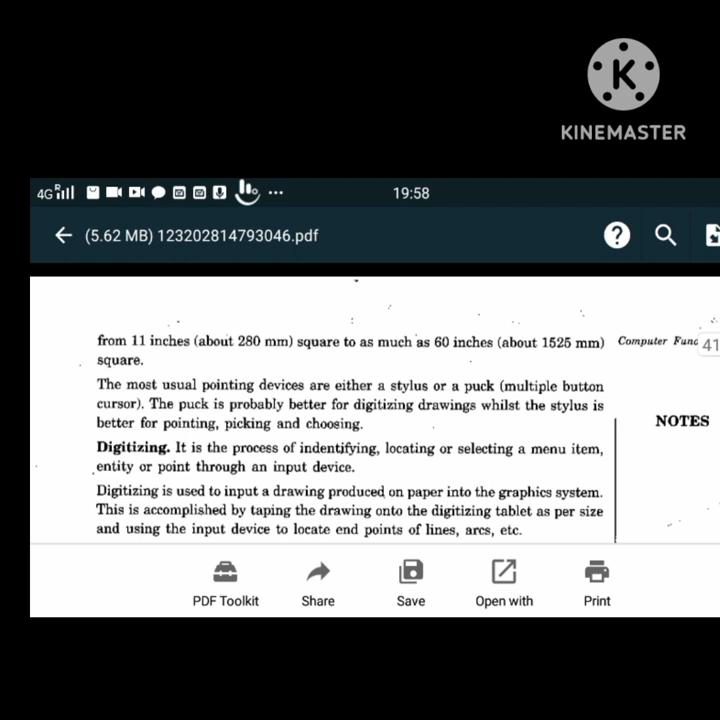 KINEMASTER
4G R 19:58
(5.62 MB) 123202814793046.pdf
from 11 inches (about 280 mm) square to as much as 60 inches (about 1525 mm)
square.
Computer Func
41
The most usual pointing devices are either a stylus or a puck (multiple button
cursor). The puck is probably better for digitizing drawings whilst the stylus is
better for pointing, picking and choosing.
NOTES
Digitizing. It is the process of indentifying, locating or selecting a menu item,
entity or point through an input device.
Digitizing is used to input a drawing produced on paper into the graphics system.
This is accomplished by taping the drawing onto the digitizing tablet as per size
and using the input device to locate end points of lines, arcs, etc.
PDF Toolkit Share Save Open with Print